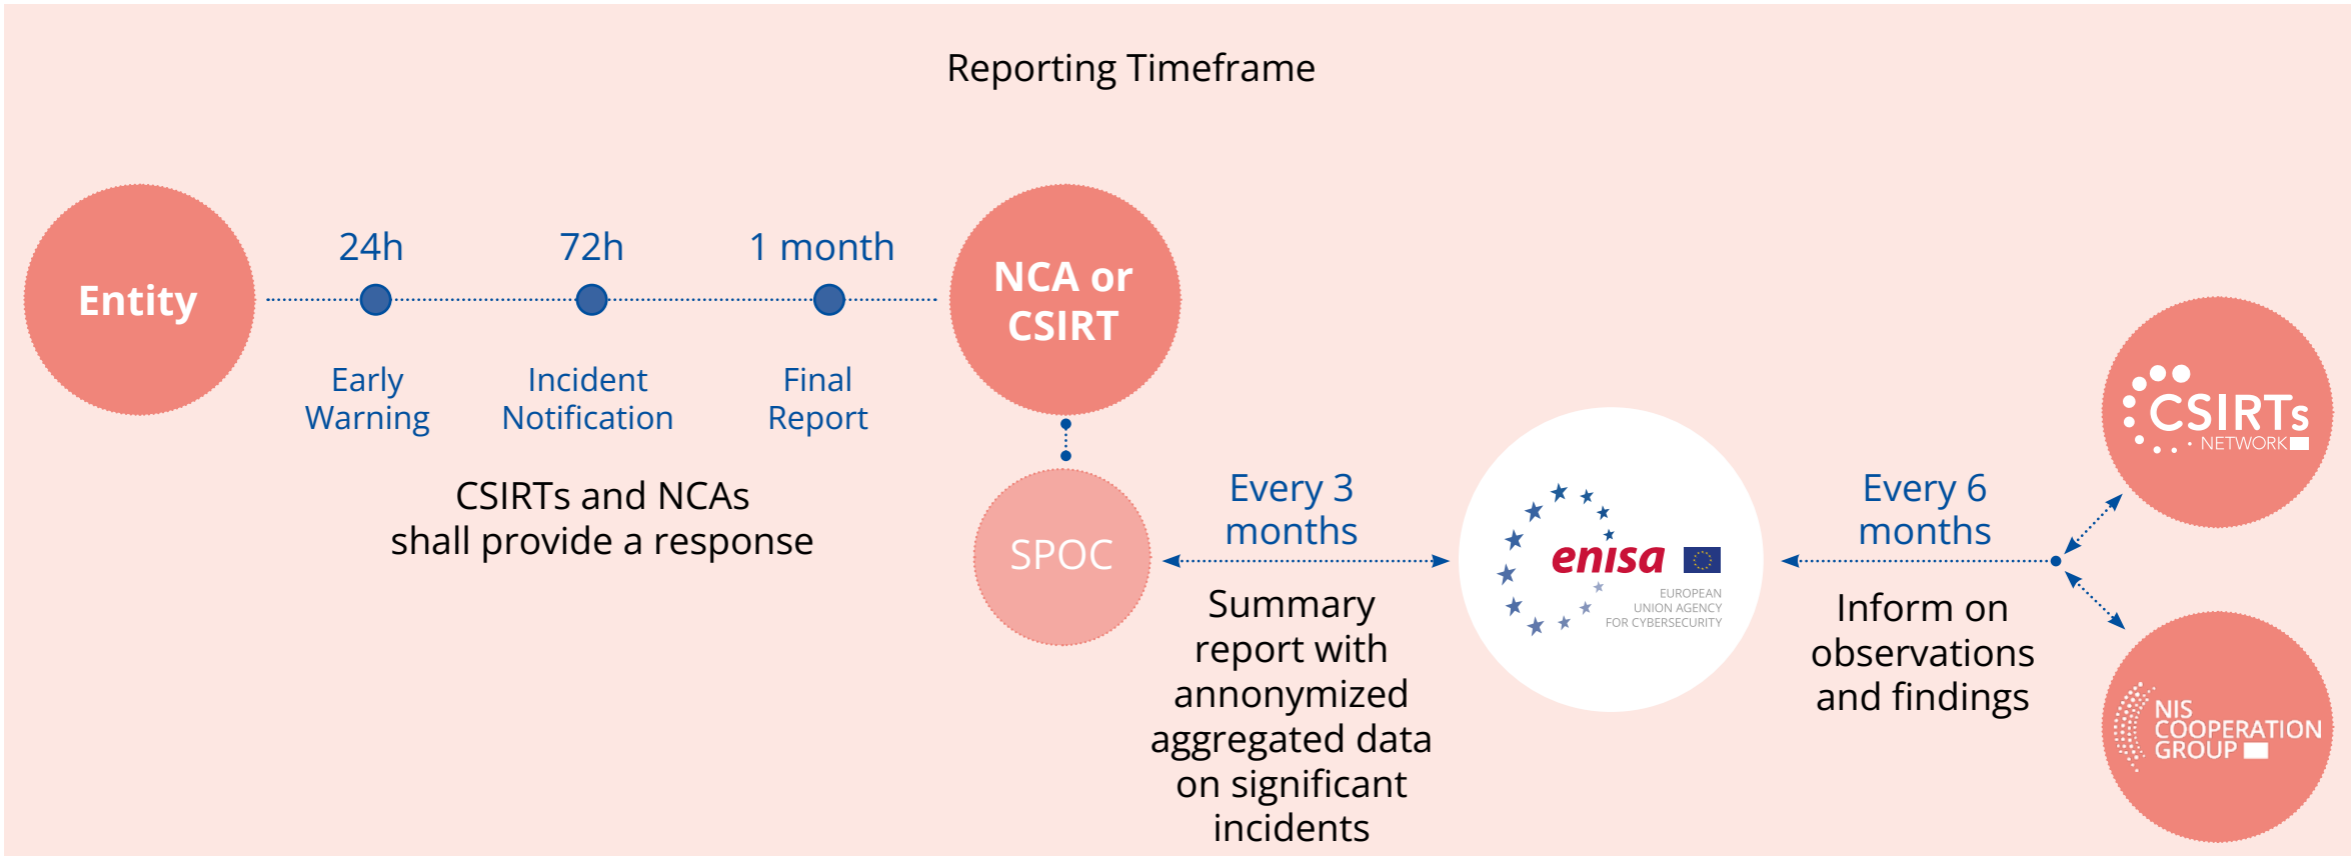 Reporting Timeframe
Entity
24h
72h
1 month
Early
Warning
Incident
Notification
Final
Report
CSIRTs and NCAs
shall provide a response
NCA or
CSIRT
SPOC
Every 3
months
Summary
report with
annonymized
aggregated data
on significant
incidents
enisa
EUROPEAN
UNION AGENCY
FOR CYBERSECURITY
Every 6
months
Inform on
observations
and findings
CSIRTs
NETWORK
NIS
COOPERATION
GROUP